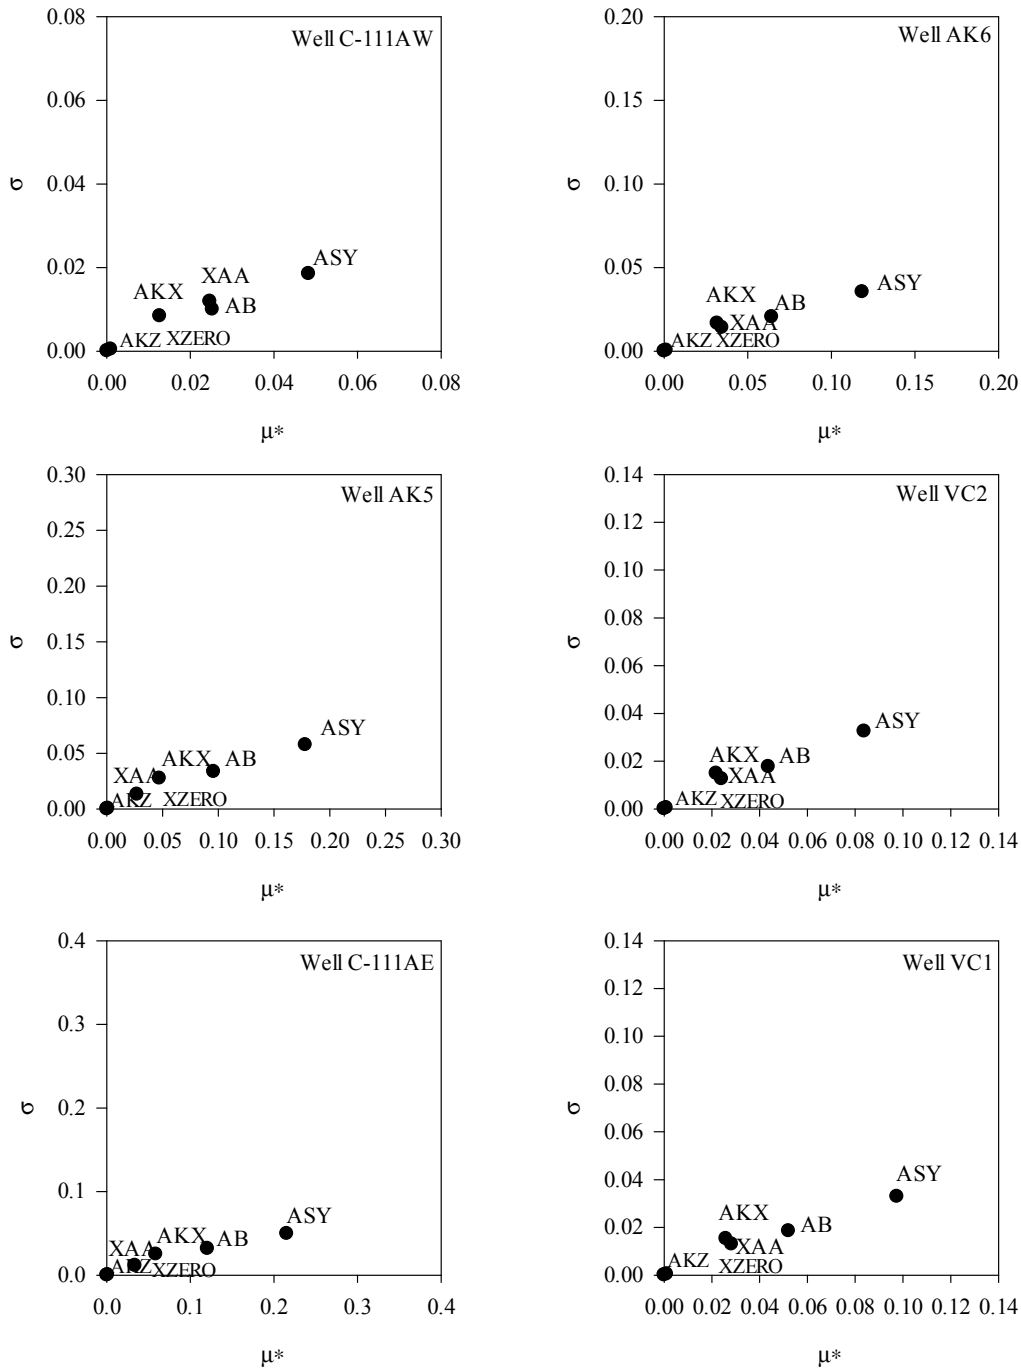 0.08
Well C-111AW
0.06
σ
0.04
0.02
ASY
XAA
AKX
AB
AKZ XZERO
0.00
0.00 0.02 0.04 0.06 0.08
μ*
0.20
Well AK6
0.15
σ
0.10
0.05
ASY
AKX
AB
XAA
AKZ XZERO
0.00
0.00 0.05 0.10 0.15 0.20
μ*
0.30
Well AK5
0.25
0.20
σ
0.15
0.10
ASY
0.05
AKX AB
XAA
AKZ XZERO
0.00
0.00 0.05 0.10 0.15 0.20 0.25 0.30
μ*
0.14
Well VC2
0.12
0.10
0.08
σ
0.06
0.04
ASY
0.02
AKX AB
XAA
AKZ XZERO
0.00
0.00 0.02 0.04 0.06 0.08 0.10 0.12 0.14
μ*
0.4
Well C-111AE
0.3
σ
0.2
0.1
ASY
AKX AB
XAA
AKZ XZERO
0.0
0.0 0.1 0.2 0.3 0.4
μ*
0.14
Well VC1
0.12
0.10
0.08
σ
0.06
0.04
ASY
0.02
AKX
AB
XAA
AKZ XZERO
0.00
0.00 0.02 0.04 0.06 0.08 0.10 0.12 0.14
μ*